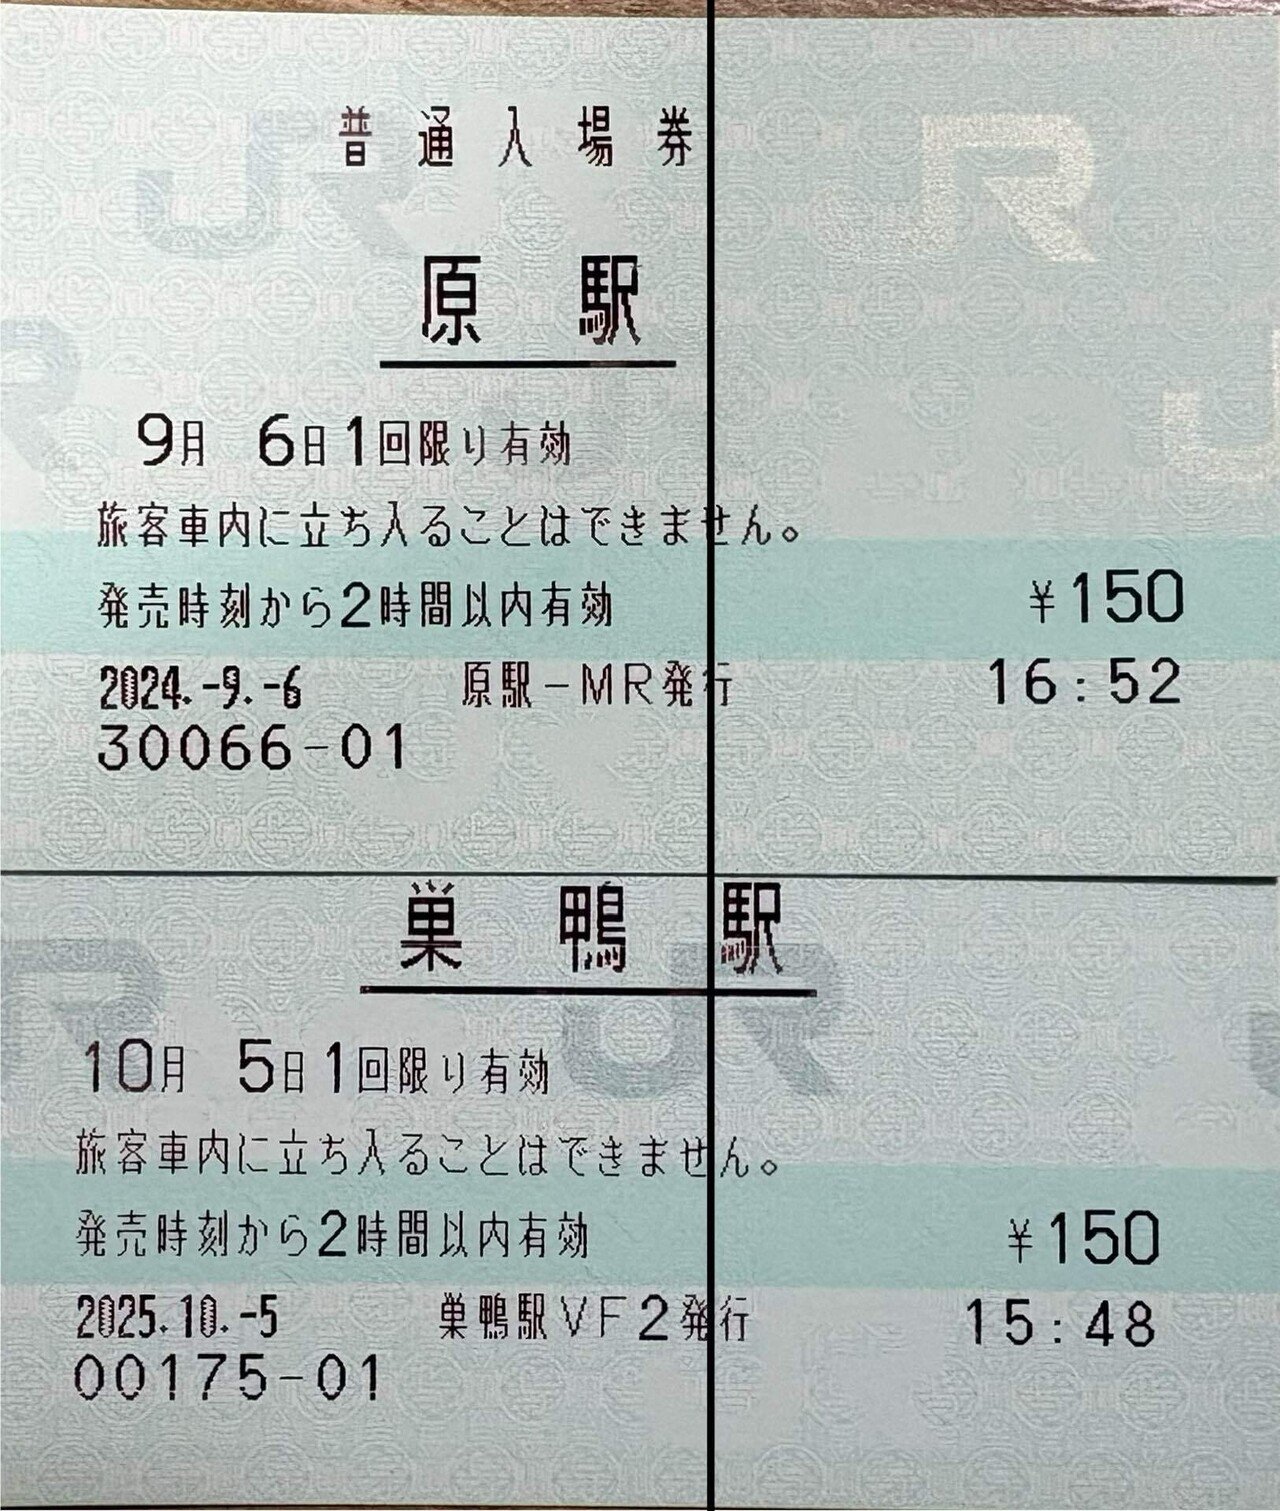 普通入場券
原駅
9月 6日1回限り有効
旅客車内に立ち入ることはできません。
発売時刻から2時間以内有効 ¥150
2024.-9.-6 原駅-MR発行 16:52
30066-01
巣鴨駅
10月 5日1回限り有効
旅客車内に立ち入ることはできません。
発売時刻から2時間以内有効 ¥150
2025.10.-5 巣鴨駅VF2発行 15:48
00175-01